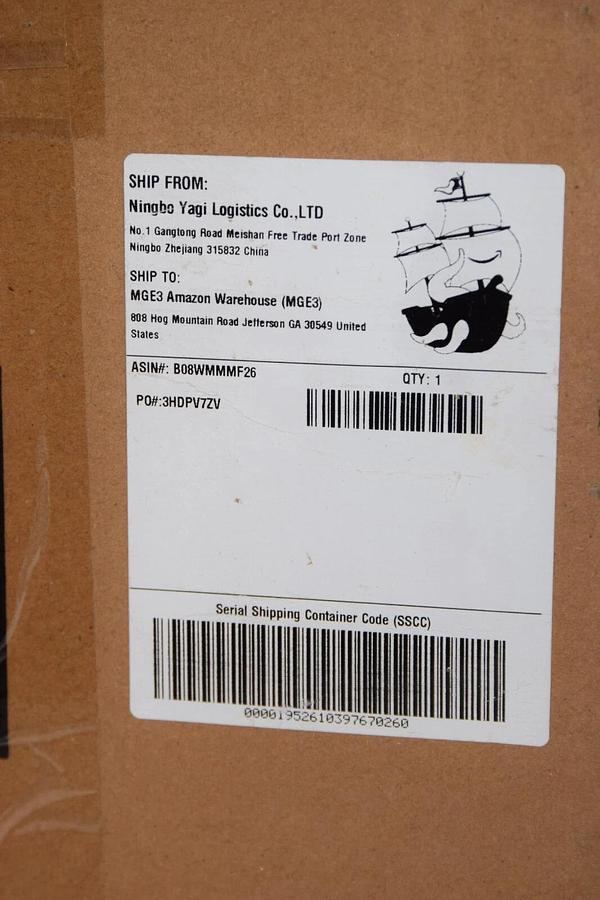 SHIP FROM:
Ningbo Yagi Logistics Co.,LTD
No.1 Gangtong Road Meishan Free Trade Port Zone
Ningbo Zhejiang 315832 China
SHIP TO:
MGE3 Amazon Warehouse (MGE3)
808 Hog Mountain Road Jefferson GA 30549 United
States
ASIN#: B08WMMMF26
QTY: 1
PO#:3HDPV7ZV
Serial Shipping Container Code (SSCC)
00001952610397670260